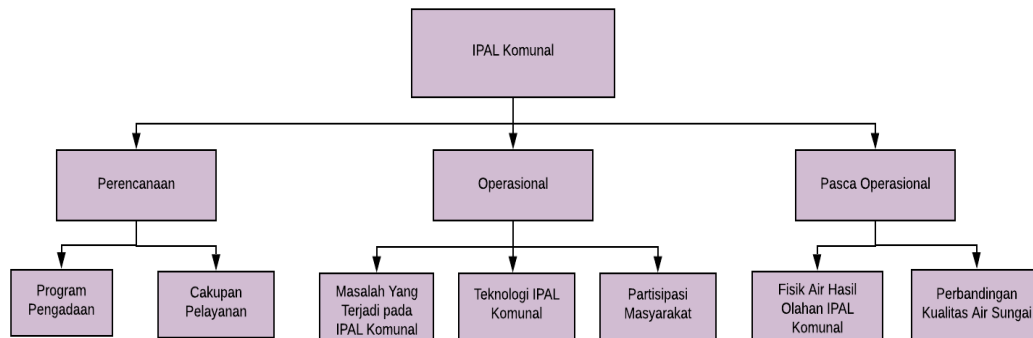 IPAL Komunal
Perencanaan
Operasional
Pasca Operasional
Program
Pengadaan
Cakupan
Pelayanan
Masalah Yang
Terjadi pada
IPAL Komunal
Teknologi IPAL
Komunal
Partisipasi
Masyarakat
Fisik Air Hasil
Olahan IPAL
Komunal
Perbandingan
Kualitas Air Sungai